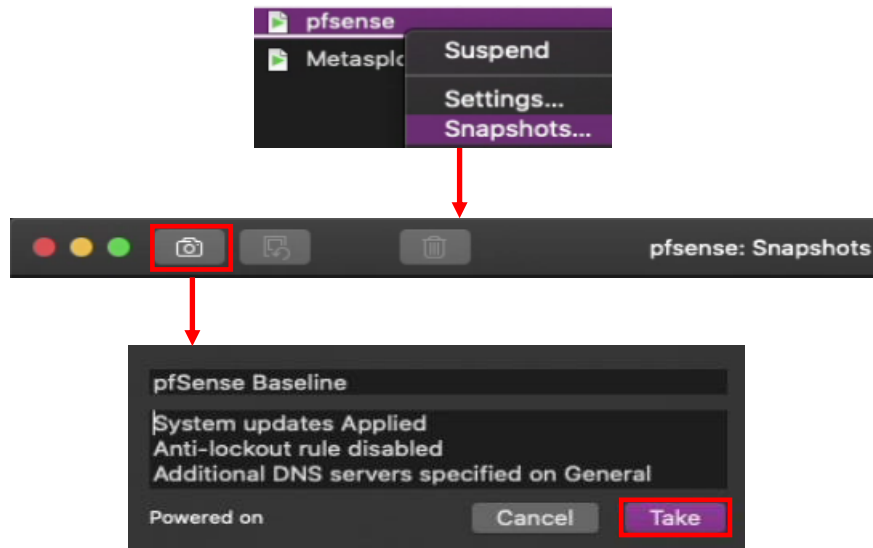 pfsense
Metasplo
Suspend
Settings...
Snapshots...
pfsense: Snapshots
pfSense Baseline
System updates Applied
Anti-lockout rule disabled
Additional DNS servers specified on General
Powered on
Cancel
Take